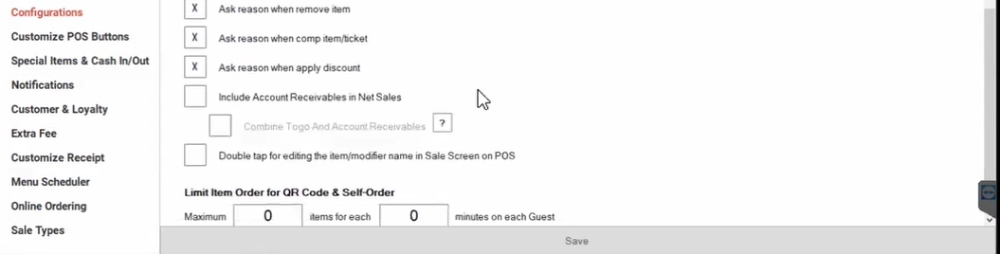 Configurations
Customize POS Buttons
Special Items & Cash In/Out
Notifications
Customer & Loyalty
Extra Fee
Customize Receipt
Menu Scheduler
Online Ordering
Sale Types
X Ask reason when remove item
X Ask reason when comp item/ticket
X Ask reason when apply discount
Include Account Receivables in Net Sales
Combine Togo And Account Receivables ?
Double tap for editing the item/modifier name in Sale Screen on POS
Limit Item Order for QR Code & Self-Order
Maximum 0 items for each 0 minutes on each Guest
Save